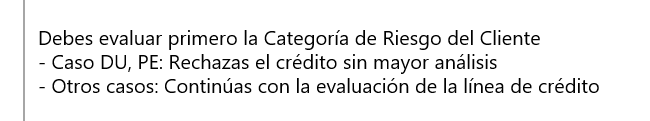 Debes evaluar primero la Categoría de Riesgo del Cliente
- Caso DU, PE: Rechazas el crédito sin mayor análisis
- Otros casos: Continúas con la evaluación de la línea de crédito